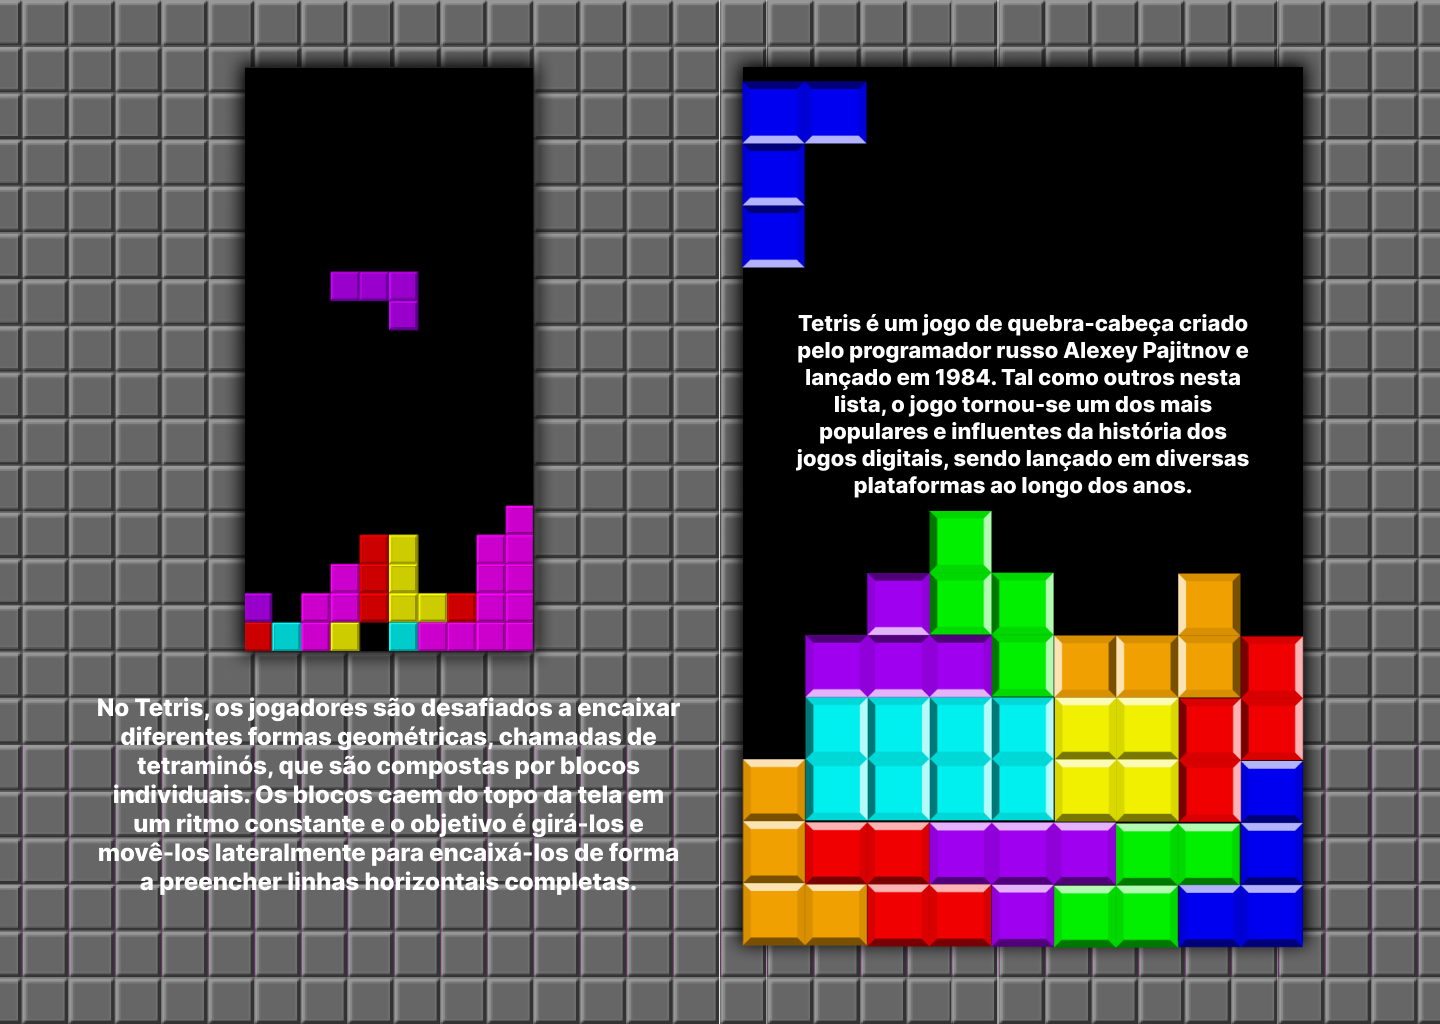 No Tetris, os jogadores são desafiados a encaixar
diferentes formas geométricas, chamadas de
tetraminós, que são compostas por blocos
individuais. Os blocos caem do topo da tela em
um ritmo constante e o objetivo é girá-los e
movê-los lateralmente para encaixá-los de forma
a preencher linhas horizontais completas.
Tetris é um jogo de quebra-cabeça criado
pelo programador russo Alexey Pajitnov e
lançado em 1984. Tal como outros nesta
lista, o jogo tornou-se um dos mais
populares e influentes da história dos
jogos digitais, sendo lançado em diversas
plataformas ao longo dos anos.